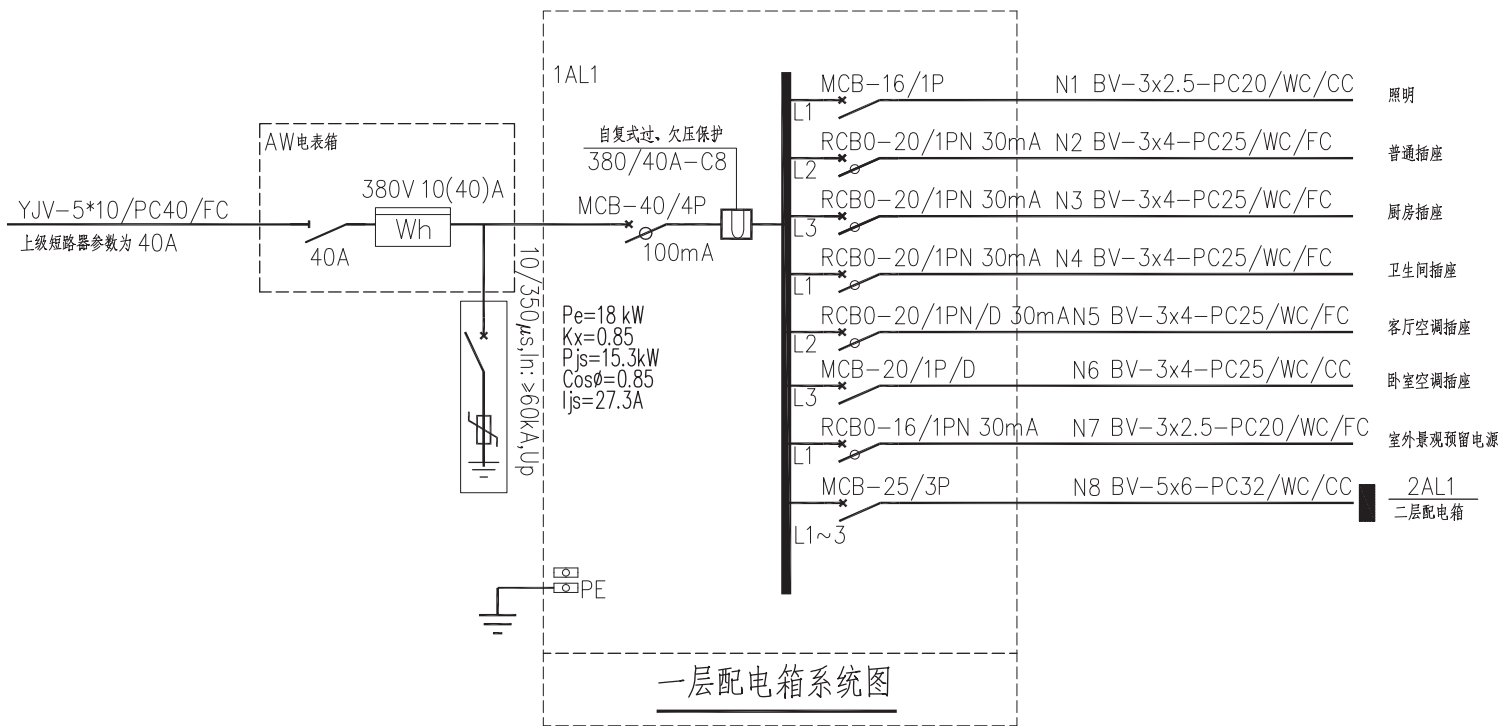 1AL1
AW电表箱
YJV-5*10/PC40/FC
上级短路器参数为 40A
380V 10(40)A
Wh
40A
10/350μs,In:≥60kA,Up
自复式过、欠压保护
380/40A-C8
MCB-40/4P
100mA
Pe=18 kW
Kx=0.85
Pjs=15.3kW
Cosø=0.85
Ijs=27.3A
PE
MCB-16/1P N1 BV-3x2.5-PC20/WC/CC 照明
L1
RCBO-20/1PN 30mA N2 BV-3x4-PC25/WC/FC 普通插座
L2
RCBO-20/1PN 30mA N3 BV-3x4-PC25/WC/FC 厨房插座
L3
RCBO-20/1PN 30mA N4 BV-3x4-PC25/WC/FC 卫生间插座
L1
RCBO-20/1PN/D 30mA N5 BV-3x4-PC25/WC/FC 客厅空调插座
L2
MCB-20/1P/D N6 BV-3x4-PC25/WC/CC 卧室空调插座
L3
RCBO-16/1PN 30mA N7 BV-3x2.5-PC20/WC/FC 室外景观预留电源
L1
MCB-25/3P N8 BV-5x6-PC32/WC/CC 2AL1
二层配电箱
L1~3
一层配电箱系统图